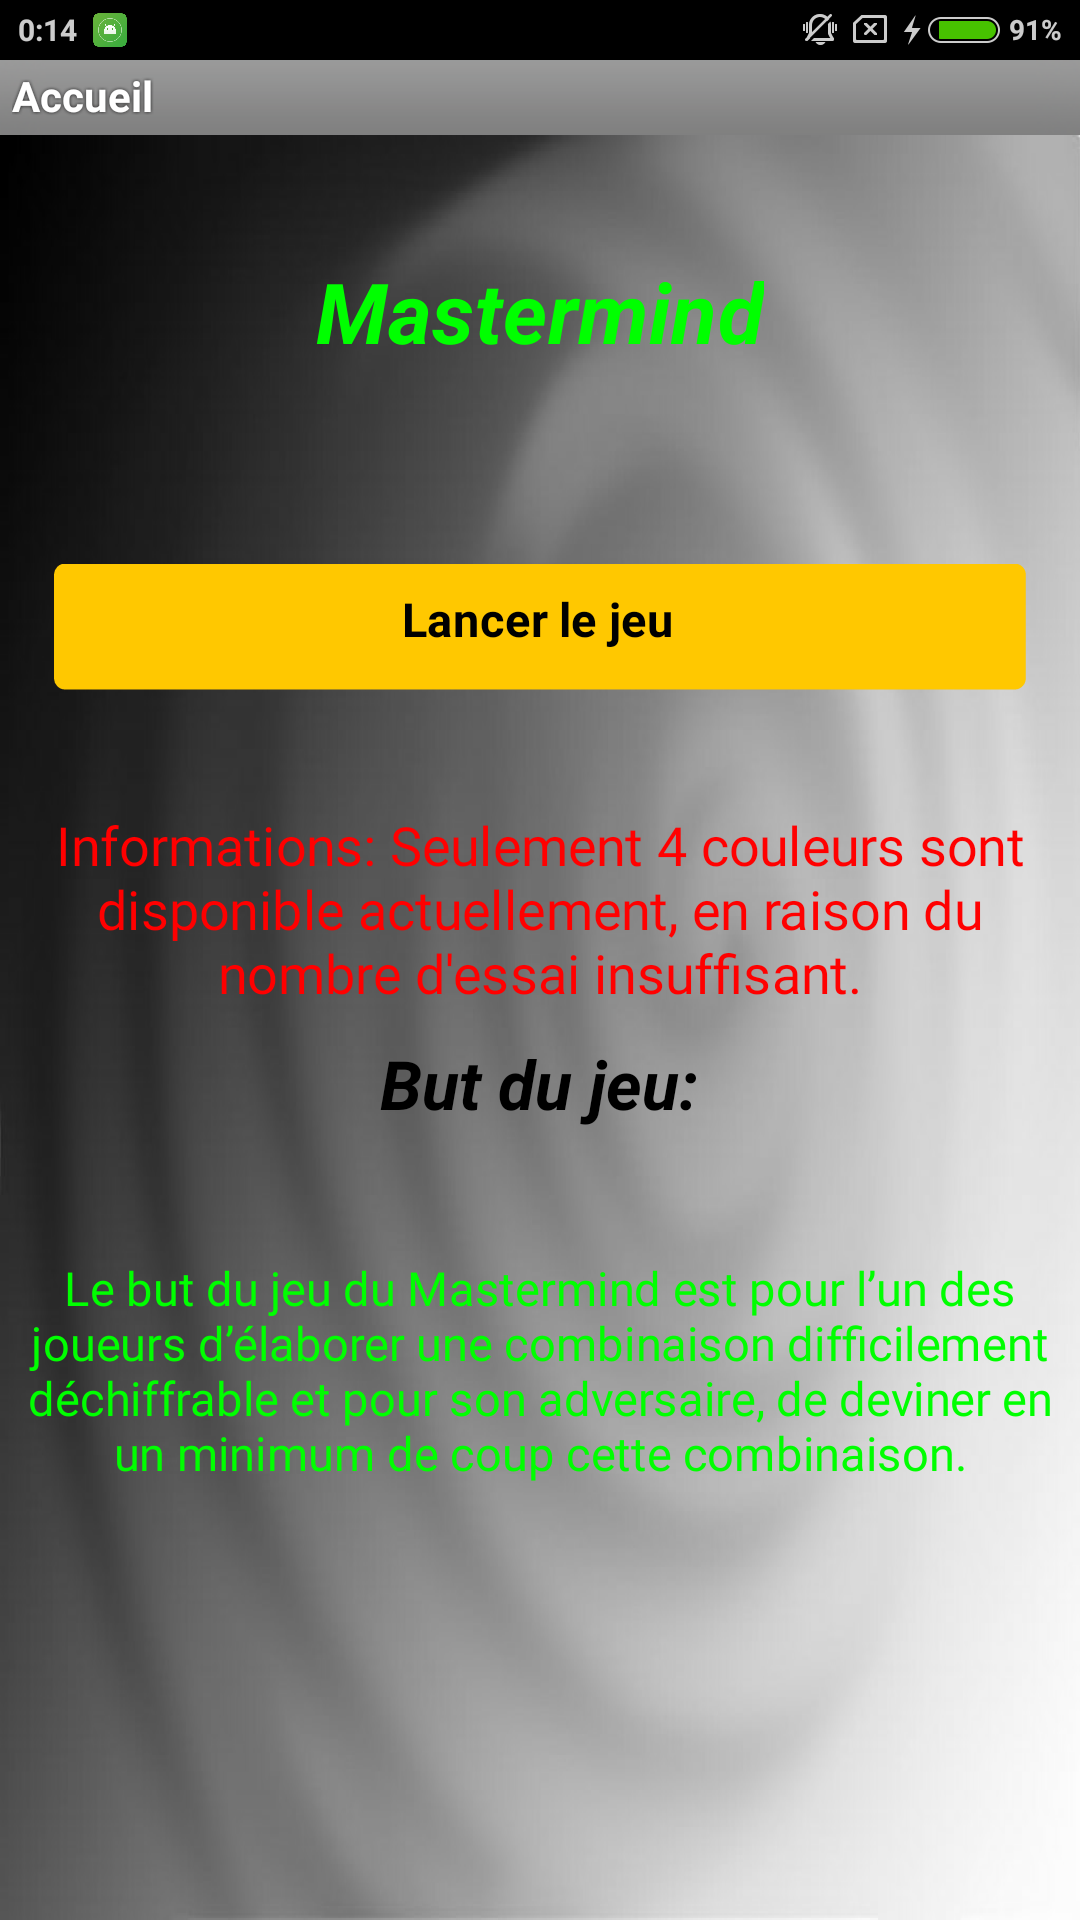 0:14
91%
Accueil
Mastermind
Lancer le jeu
Informations: Seulement 4 couleurs sont
disponible actuellement, en raison du
nombre d'essai insuffisant.
But du jeu:
Le but du jeu du Mastermind est pour l’un des
joueurs d’élaborer une combinaison difficilement
déchiffrable et pour son adversaire, de deviner en
un minimum de coup cette combinaison.